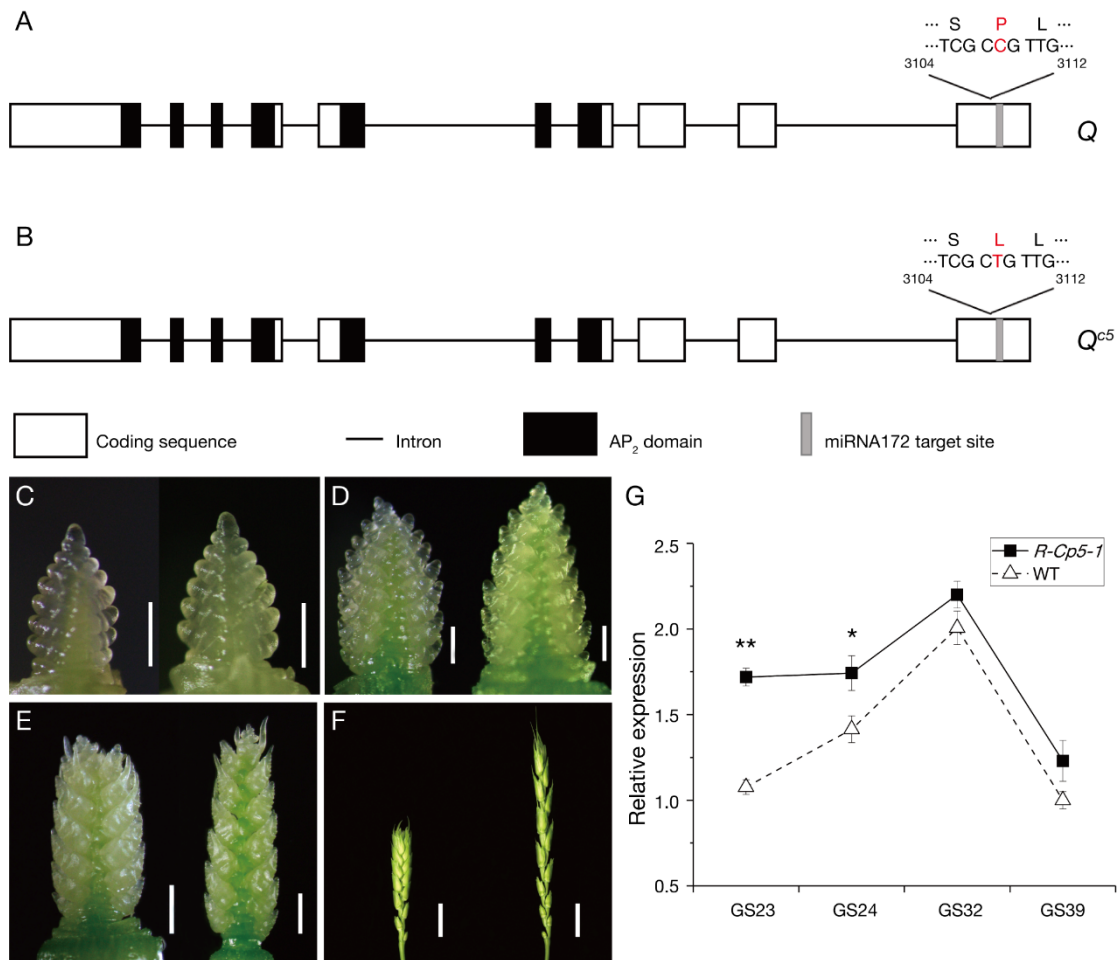 A
··· S P L ···
···TCG CCG TTG···
3104 3112
Q
B
··· S L L ···
···TCG CTG TTG···
3104 3112
Q^c5
Coding sequence
Intron
AP2 domain
miRNA172 target site
C
D
E
F
G
R-Cp5-1
WT
**
*
Relative expression
2.5
2.0
1.5
1.0
0.5
GS23 GS24 GS32 GS39